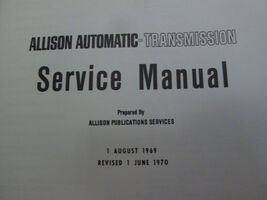 ALLISON AUTOMATIC-TRANSMISSION
Service Manual
Prepared By
ALLISON PUBLICATIONS SERVICES
1 AUGUST 1969
REVISED 1 JUNE 1970